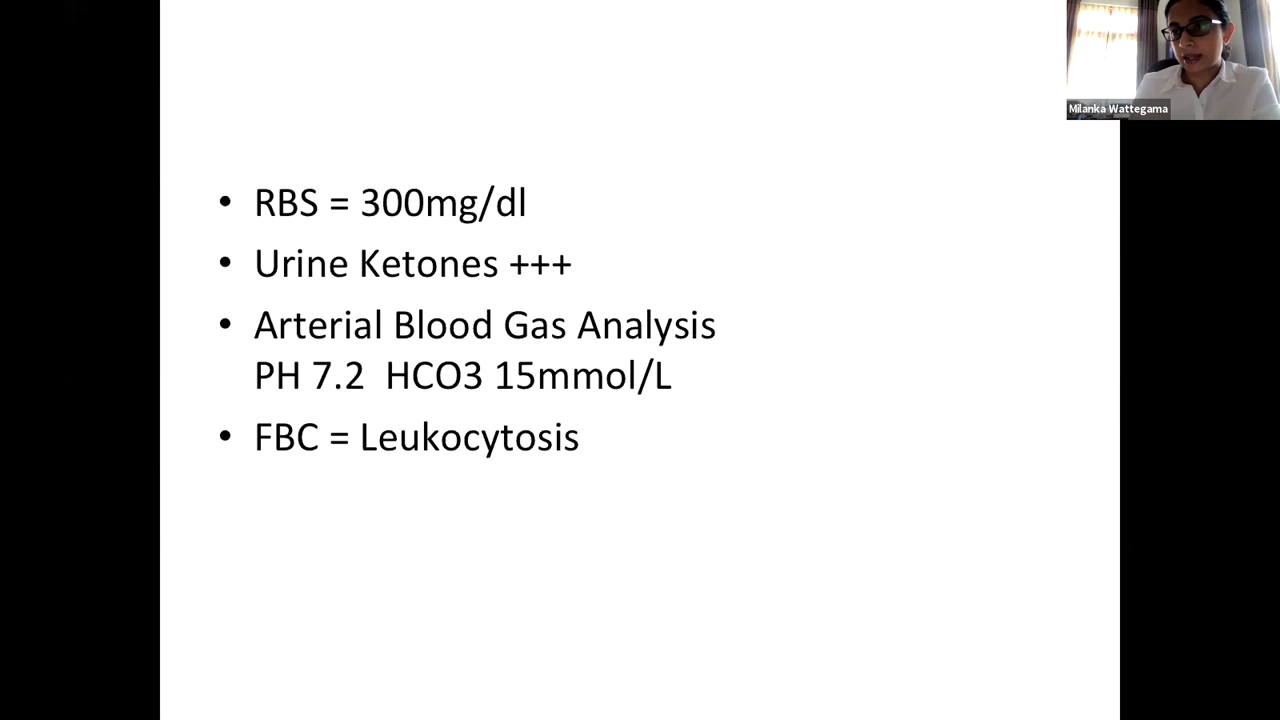 Milanka Wattegama
• RBS = 300mg/dl
• Urine Ketones +++
• Arterial Blood Gas Analysis
PH 7.2  HCO3 15mmol/L
• FBC = Leukocytosis